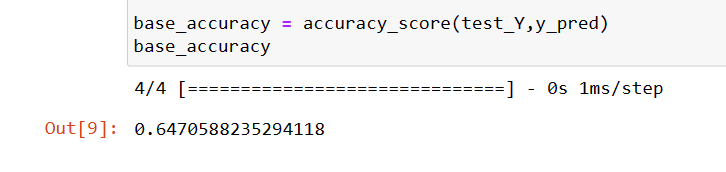 base_accuracy = accuracy_score(test_Y,y_pred)
base_accuracy
4/4 [==============================] - 0s 1ms/step
Out[9]: 0.6470588235294118